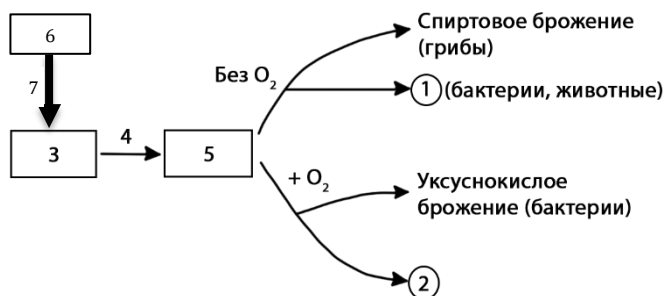 6
Спиртовое брожение
(грибы)
7
Без O₂
1 (бактерии, животные)
3
4
5
+ O₂
Уксуснокислое
брожение (бактерии)
2